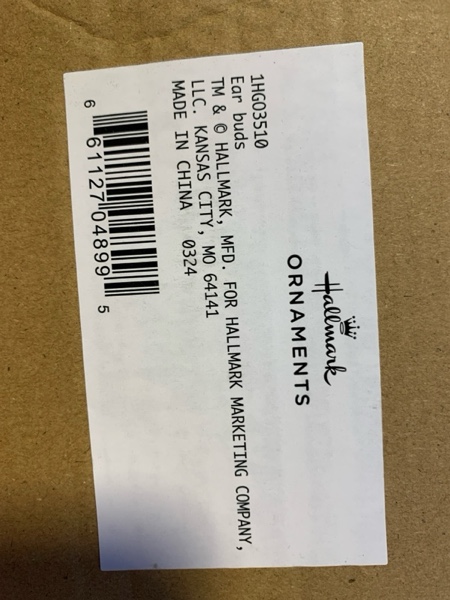 Hallmark
ORNAMENTS
1HGO3510
Ear buds
TM & © HALLMARK, MFD. FOR HALLMARK MARKETING COMPANY,
LLC. KANSAS CITY, MO 64141
MADE IN CHINA 0324
6 61127 04899 5